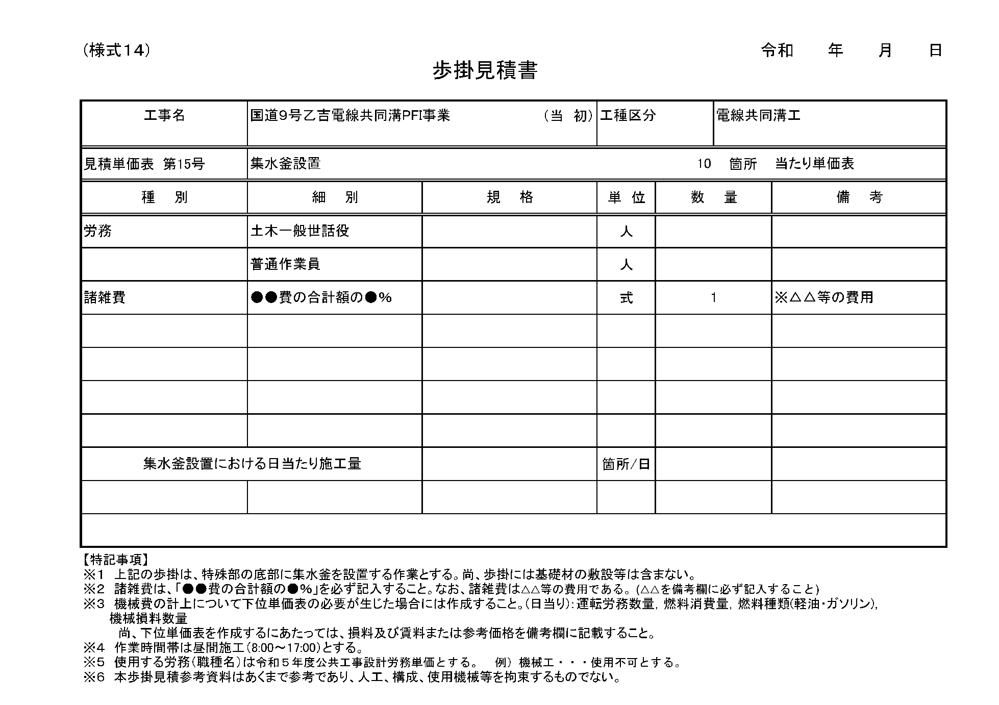 (様式14)
令和　　年　　月　　日
歩掛見積書
工事名　国道9号乙吉電線共同溝PFI事業　(当　初)　工種区分　電線共同溝工
見積単価表　第15号　集水釜設置　10　箇所　当たり単価表
種　別　細　別　規　格　単　位　数　量　備　考
労務　土木一般世話役　人
普通作業員　人
諸雑費　●●費の合計額の●%　式　1　※△△等の費用
集水釜設置における日当たり施工量　箇所/日
【特記事項】
※1　上記の歩掛は、特殊部の底部に集水釜を設置する作業とする。尚、歩掛には基礎材の敷設等は含まない。
※2　諸雑費は、「●●費の合計額の●%」を必ず記入すること。なお、諸雑費は△△等の費用である。(△△を備考欄に必ず記入すること)
※3　機械費の計上について下位単価表の必要が生じた場合には作成すること。(日当り):運転労務数量, 燃料消費量, 燃料種類(軽油・ガソリン),
機械損料数量
尚、下位単価表を作成するにあたっては、損料及び賃料または参考価格を備考欄に記載すること。
※4　作業時間帯は昼間施工(8:00～17:00)とする。
※5　使用する労務(職種名)は令和５年度公共工事設計労務単価とする。　例）機械工・・・使用不可とする。
※6　本歩掛見積参考資料はあくまで参考であり、人工、構成、使用機械等を拘束するものでない。